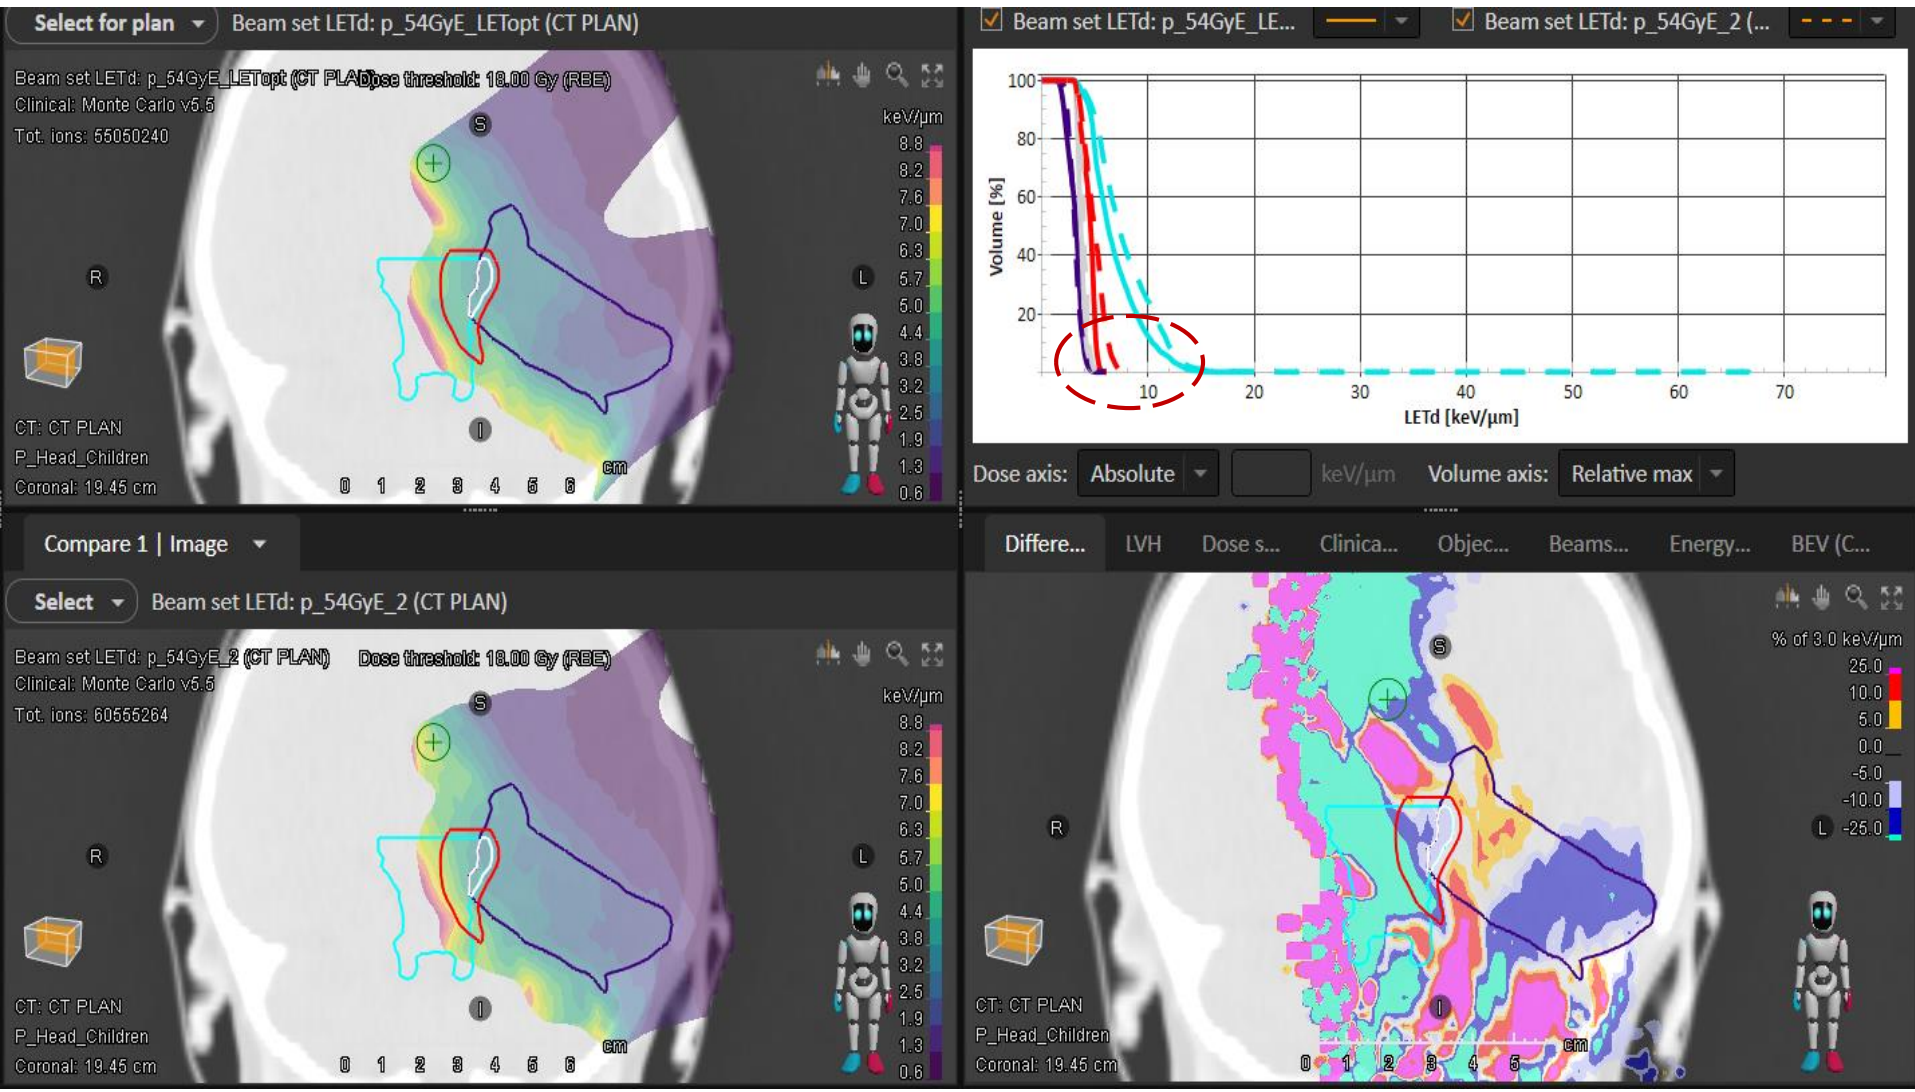 Select for plan
Beam set LETd: p_54GyE_LETopt (CT PLAN)
Beam set LETd: p_54GyE_LETopt (CT PLAN)
Dose threshold: 18.00 Gy (RBE)
Clinical: Monte Carlo v5.5
Tot. ions: 55050240
S
R
L
I
keV/µm
8.8
8.2
7.6
7.0
6.3
5.7
5.0
4.4
3.8
3.2
2.5
1.9
1.3
0.6
CT: CT PLAN
P_Head_Children
Coronal: 19.45 cm
0 1 2 3 4 5 6
cm
Beam set LETd: p_54GyE_LE...
Beam set LETd: p_54GyE_2 (...
100
80
60
40
20
Volume [%]
10 20 30 40 50 60 70
LETd [keV/µm]
Dose axis: Absolute keV/µm Volume axis: Relative max
Compare 1 | Image
Select
Beam set LETd: p_54GyE_2 (CT PLAN)
Beam set LETd: p_54GyE_2 (CT PLAN)
Dose threshold: 18.00 Gy (RBE)
Clinical: Monte Carlo v5.5
Tot. ions: 60555264
S
R
L
I
keV/µm
8.8
8.2
7.6
7.0
6.3
5.7
5.0
4.4
3.8
3.2
2.5
1.9
1.3
0.6
CT: CT PLAN
P_Head_Children
Coronal: 19.45 cm
0 1 2 3 4 5 6
cm
Differe... LVH Dose s... Clinica... Objec... Beams... Energy... BEV (C...
% of 3.0 keV/µm
25.0
10.0
5.0
0.0
-5.0
-10.0
-25.0
S
R
L
I
CT: CT PLAN
P_Head_Children
Coronal: 19.45 cm
0 1 2 3 4 5
cm